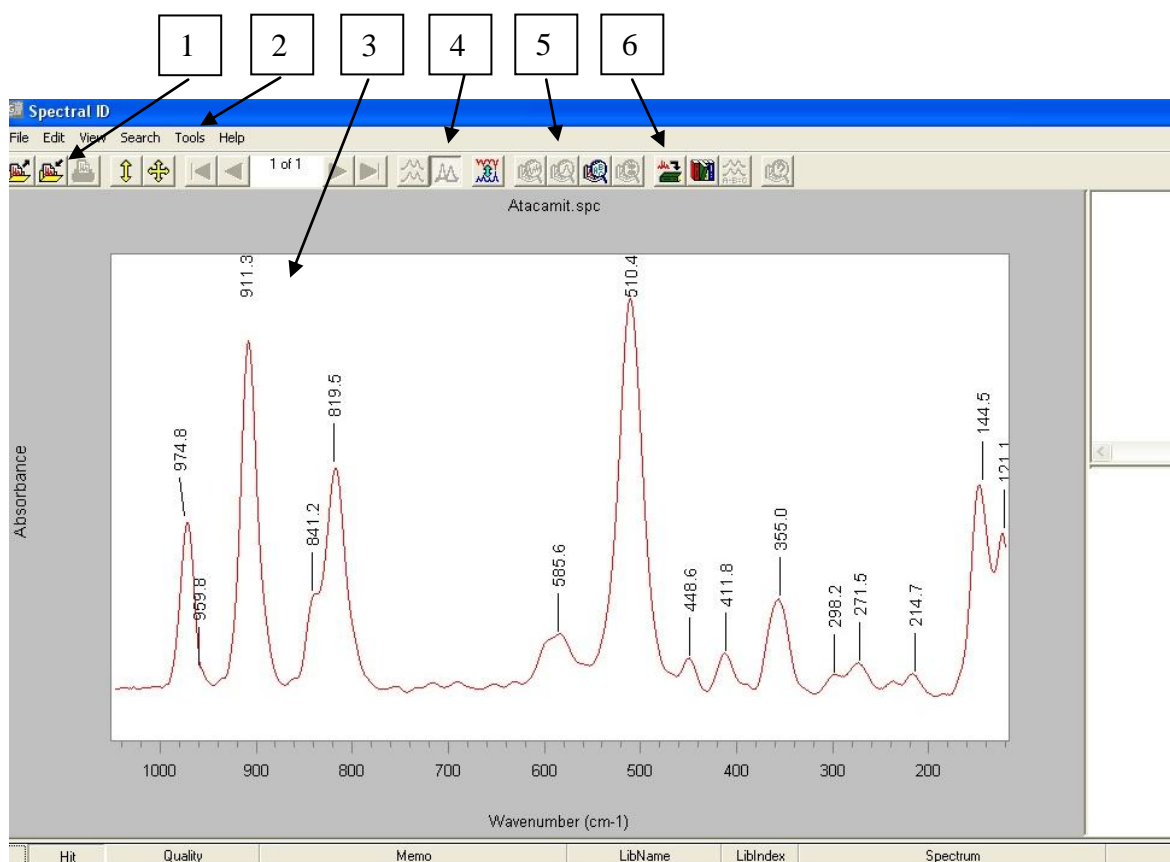 1 2 3 4 5 6
Spectral ID
File Edit View Search Tools Help
1 of 1
Atacamit.spc
Absorbance
974.8
959.8
911.3
841.2
819.5
585.6
510.4
448.6
411.8
355.0
298.2
271.5
214.7
144.5
121.1
1000 900 800 700 600 500 400 300 200
Wavenumber (cm-1)
Hit Quality Memo LibName LibIndex Spectrum